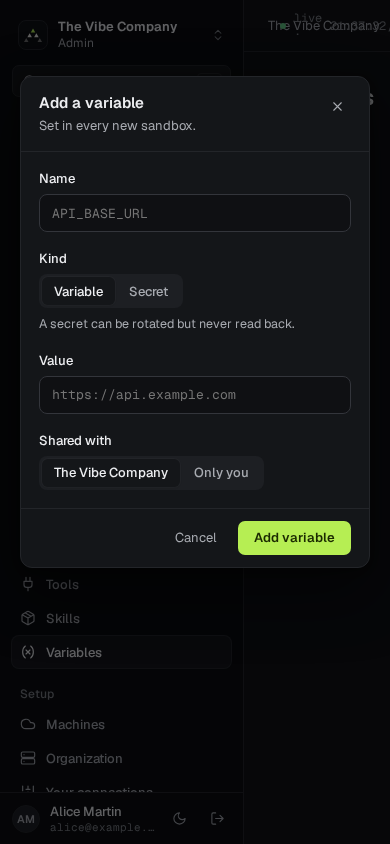 The Vibe Company
Admin
live
The Vibe Company
Add a variable
Set in every new sandbox.
Name
API_BASE_URL
Kind
Variable
Secret
A secret can be rotated but never read back.
Value
https://api.example.com
Shared with
The Vibe Company
Only you
Cancel
Add variable
Tools
Skills
Variables
Setup
Machines
Organization
Your connections
AM
Alice Martin
alice@example.…